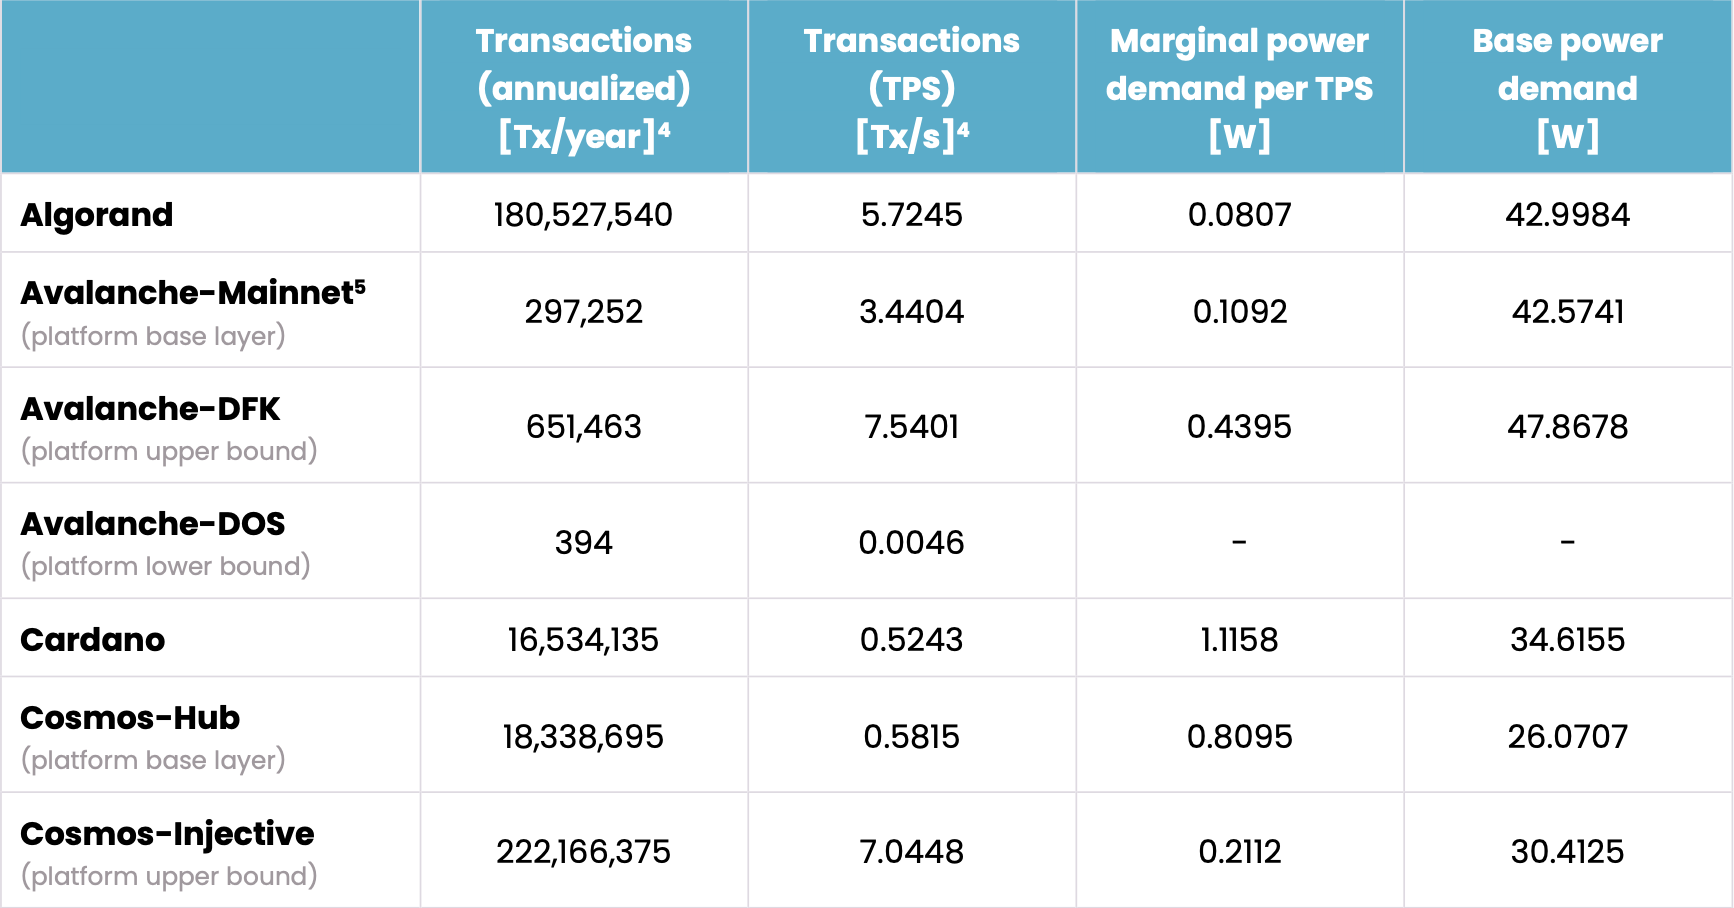 Transactions (annualized) [Tx/year]⁴
Transactions (TPS) [Tx/s]⁴
Marginal power demand per TPS [W]
Base power demand [W]
Algorand 180,527,540 5.7245 0.0807 42.9984
Avalanche-Mainnet⁵ 297,252 3.4404 0.1092 42.5741
(platform base layer)
Avalanche-DFK 651,463 7.5401 0.4395 47.8678
(platform upper bound)
Avalanche-DOS 394 0.0046 - -
(platform lower bound)
Cardano 16,534,135 0.5243 1.1158 34.6155
Cosmos-Hub 18,338,695 0.5815 0.8095 26.0707
(platform base layer)
Cosmos-Injective 222,166,375 7.0448 0.2112 30.4125
(platform upper bound)